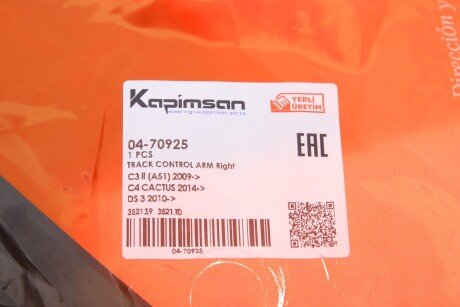 Kapimsan
steering & suspension parts
YERLİ
ÜRETİM
04-70925
1 PCS
TRACK CONTROL ARM Right
C3 II (A51) 2009->
C4 CACTUS 2014->
DS 3 2010->
3521.S9 3521.T0
EAC
04-70925
Dirección y